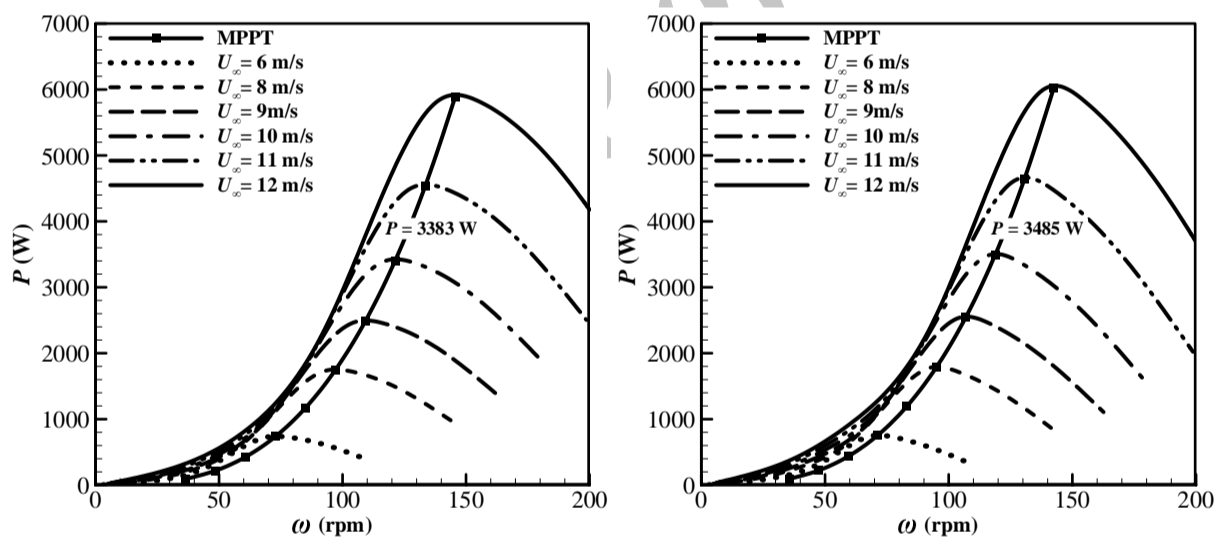 7000
6000
5000
4000
3000
2000
1000
0
P (W)
MPPT
U∞= 6 m/s
U∞= 8 m/s
U∞= 9m/s
U∞= 10 m/s
U∞= 11 m/s
U∞= 12 m/s
P = 3383 W
0 50 100 150 200
ω (rpm)
7000
6000
5000
4000
3000
2000
1000
0
P (W)
MPPT
U∞= 6 m/s
U∞= 8 m/s
U∞= 9m/s
U∞= 10 m/s
U∞= 11 m/s
U∞= 12 m/s
P = 3485 W
0 50 100 150 200
ω (rpm)